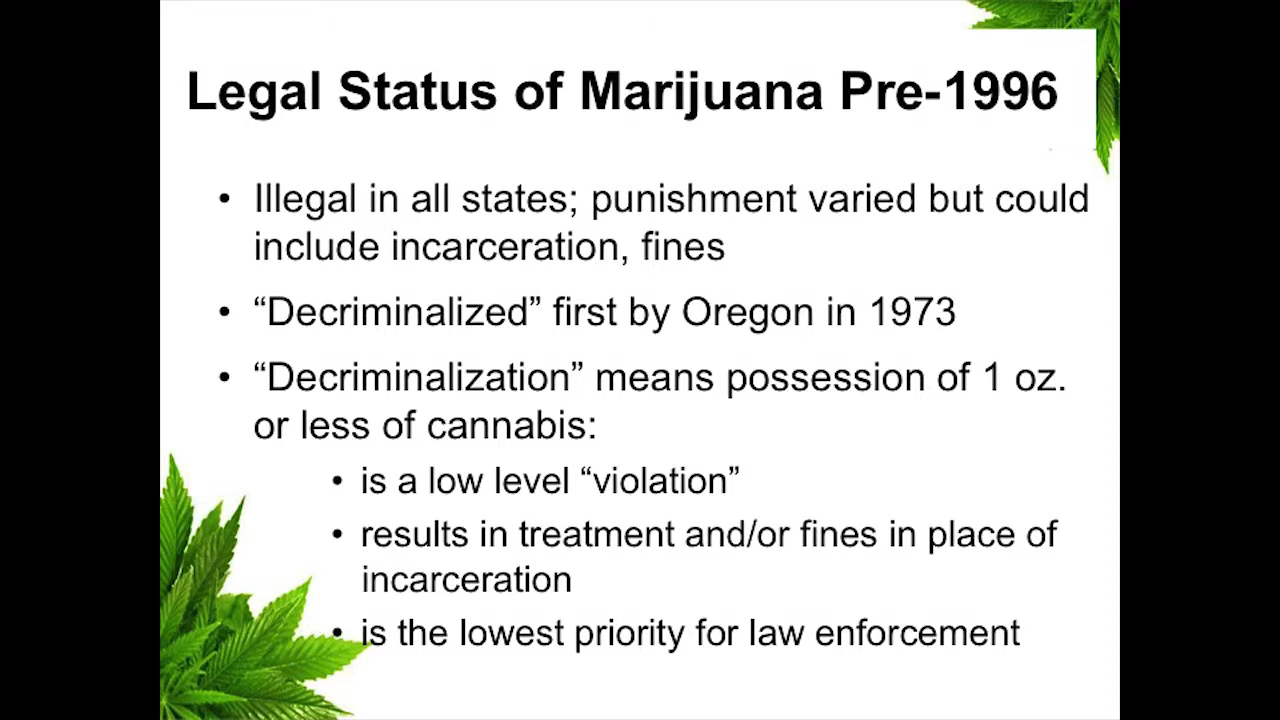 Legal Status of Marijuana Pre-1996
• Illegal in all states; punishment varied but could
include incarceration, fines
• “Decriminalized” first by Oregon in 1973
• “Decriminalization” means possession of 1 oz.
or less of cannabis:
• is a low level “violation”
• results in treatment and/or fines in place of
incarceration
• is the lowest priority for law enforcement